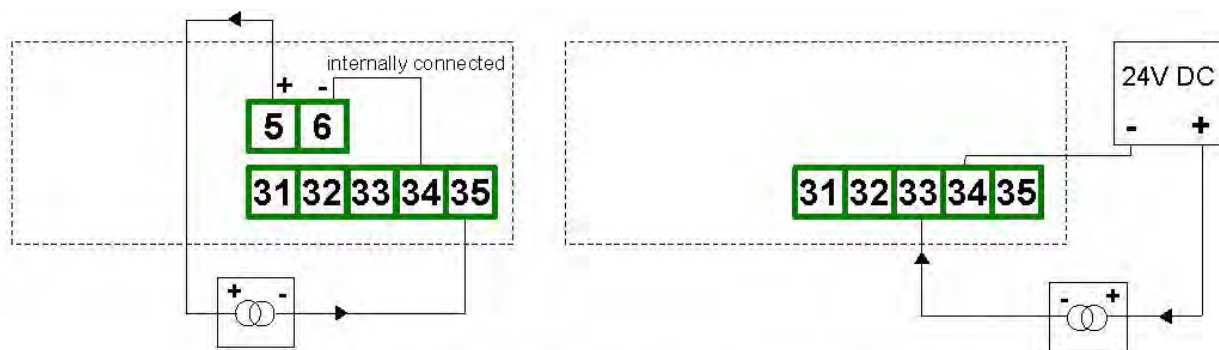 internally connected
+ -
5 6
31 32 33 34 35
+ -
24V DC
- +
31 32 33 34 35
- +